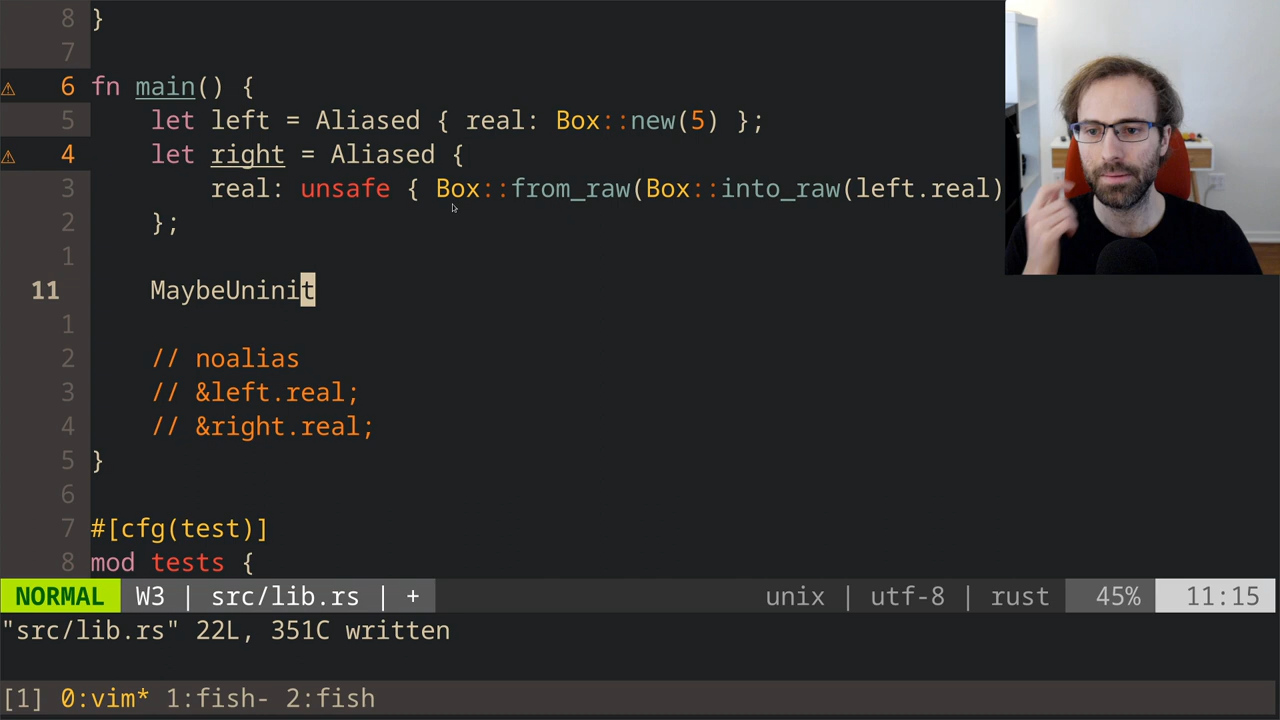 8 }
7
⚠ 6 fn main() {
5 let left = Aliased { real: Box::new(5) };
⚠ 4 let right = Aliased {
3 real: unsafe { Box::from_raw(Box::into_raw(left.real)
2 };
1
11 MaybeUninit
1
2 // noalias
3 // &left.real;
4 // &right.real;
5 }
6
7 #[cfg(test)]
8 mod tests {
NORMAL W3 | src/lib.rs | + unix | utf-8 | rust 45% 11:15
"src/lib.rs" 22L, 351C written
[1] 0:vim* 1:fish- 2:fish